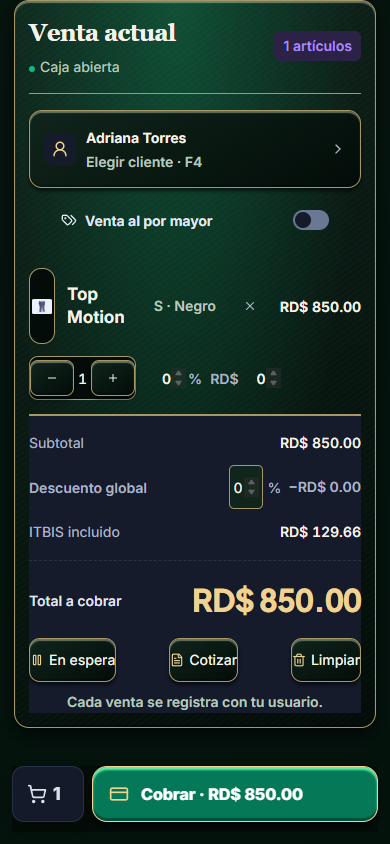 Venta actual
1 artículos
Caja abierta
Adriana Torres
Elegir cliente · F4
Venta al por mayor
Top Motion
S · Negro
× RD$ 850.00
− 1 +
0 % RD$ 0
Subtotal RD$ 850.00
Descuento global 0 % −RD$ 0.00
ITBIS incluido RD$ 129.66
Total a cobrar RD$ 850.00
En espera Cotizar Limpiar
Cada venta se registra con tu usuario.
1 Cobrar · RD$ 850.00